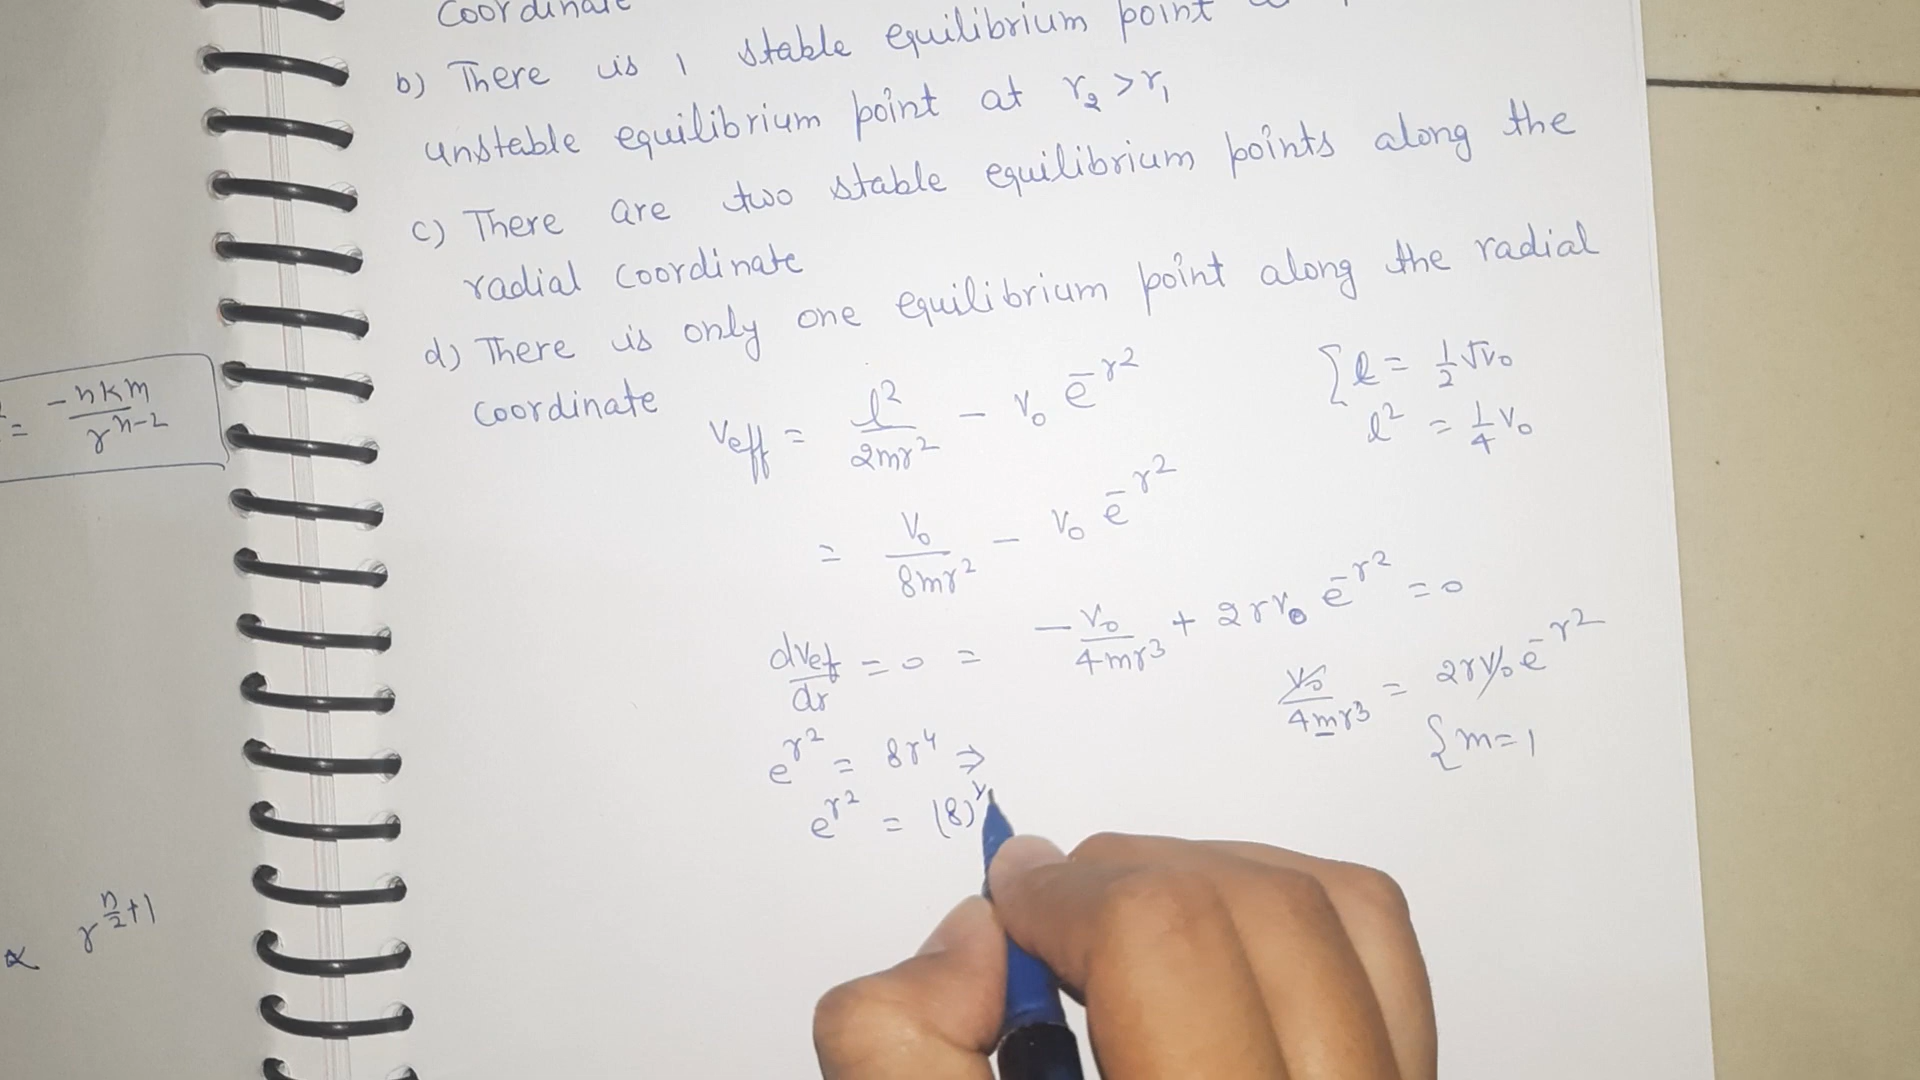 Coordinate
b) There is 1 stable equilibrium point
unstable equilibrium point at r₂ > r₁
c) There are two stable equilibrium points along the
radial coordinate
d) There is only one equilibrium point along the radial
coordinate
Veff = l²/2mr² - V₀ e^-r²
{ l = 1/2 √V₀
l² = 1/4 V₀
= V₀/8mr² - V₀ e^-r²
dVef/dr = 0 = -V₀/4mr³ + 2rV₀ e^-r² = 0
V₀/4mr³ = 2rV₀ e^-r²
{ m=1
e^r² = 8r⁴ ⇒
e^r² = (8)
= -nkm/r^n-2
∝ r^n/2+1